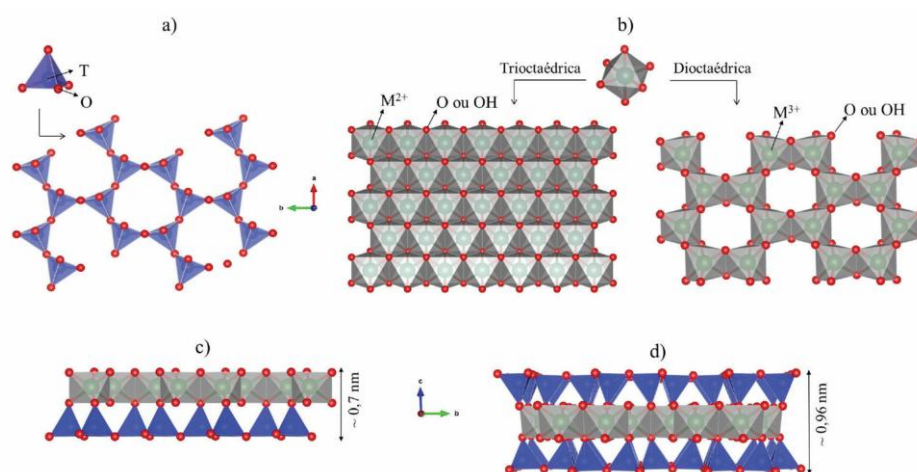 a)
b)
T
O
Trioctaédrica
Dioctaédrica
M²⁺
O ou OH
M³⁺
O ou OH
a
b
c)
d)
~ 0,7 nm
c
b
~ 0,96 nm